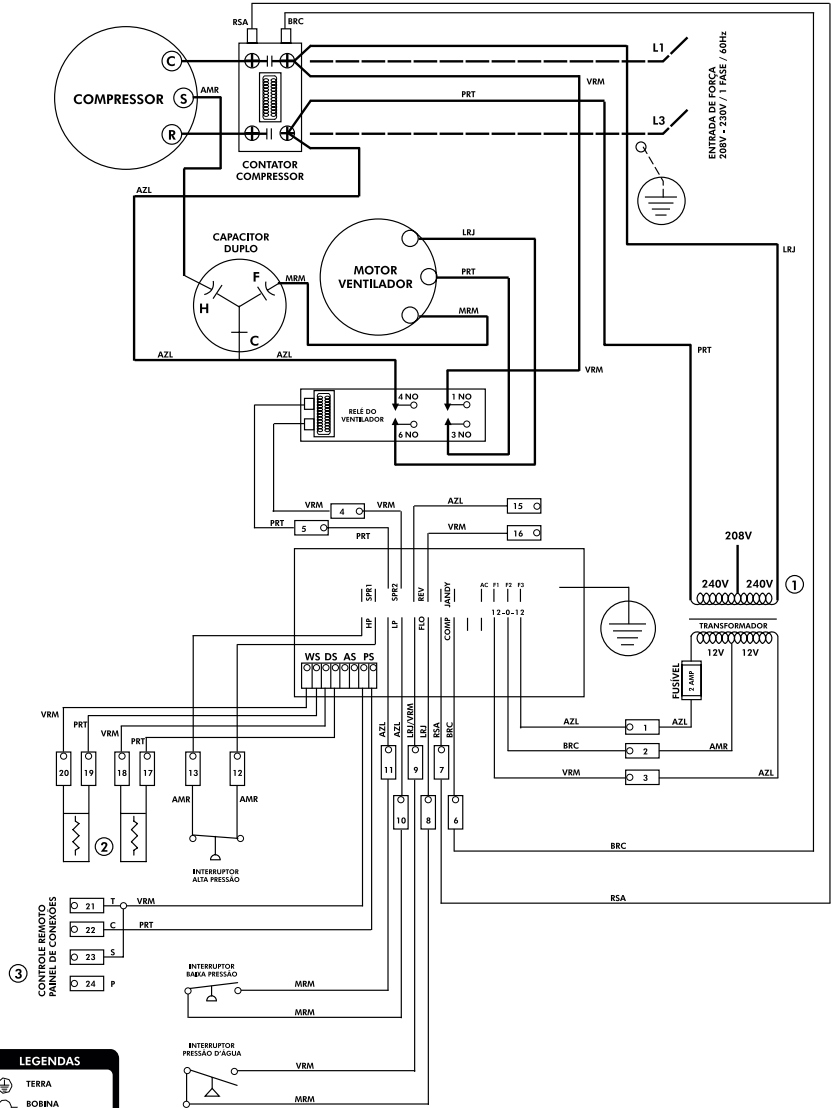 RSA
BRC
L1
VRM
PRT
L3
ENTRADA DE FORÇA
208V - 230V / 1 FASE / 60Hz
C
COMPRESSOR
S
AMR
R
CONTATOR
COMPRESSOR
AZL
LRJ
CAPACITOR
DUPLO
F
MRM
H
C
MOTOR
VENTILADOR
LRJ
PRT
MRM
AZL
AZL
VRM
PRT
4 NO
1 NO
RELÉ DO
VENTILADOR
6 NO
3 NO
VRM
4
VRM
PRT
5
PRT
AZL
15
VRM
16
208V
240V
240V
1
TRANSFORMADOR
12V
12V
FUSÍVEL
2 AMP
SPR1
SPR2
REV
JANDY
AC
F1
F2
F3
12-0-12
HP
LP
FLO
COMP
WS DS AS PS
AZL
1
AZL
BRC
2
AMR
VRM
3
AZL
VRM
PRT
VRM
PRT
AZL
AZL
LRJ/VRM
LRJ
RSA
BRC
20
19
18
17
13
12
11
9
7
10
8
6
AMR
AMR
2
INTERRUPTOR
ALTA PRESSÃO
BRC
RSA
3
CONTROLE REMOTO
PAINEL DE CONEXÕES
21
T
VRM
22
C
PRT
23
S
24
P
INTERRUPTOR
BAIXA PRESSÃO
MRM
MRM
INTERRUPTOR
PRESSÃO D'ÁGUA
VRM
MRM
LEGENDAS
TERRA
BOBINA